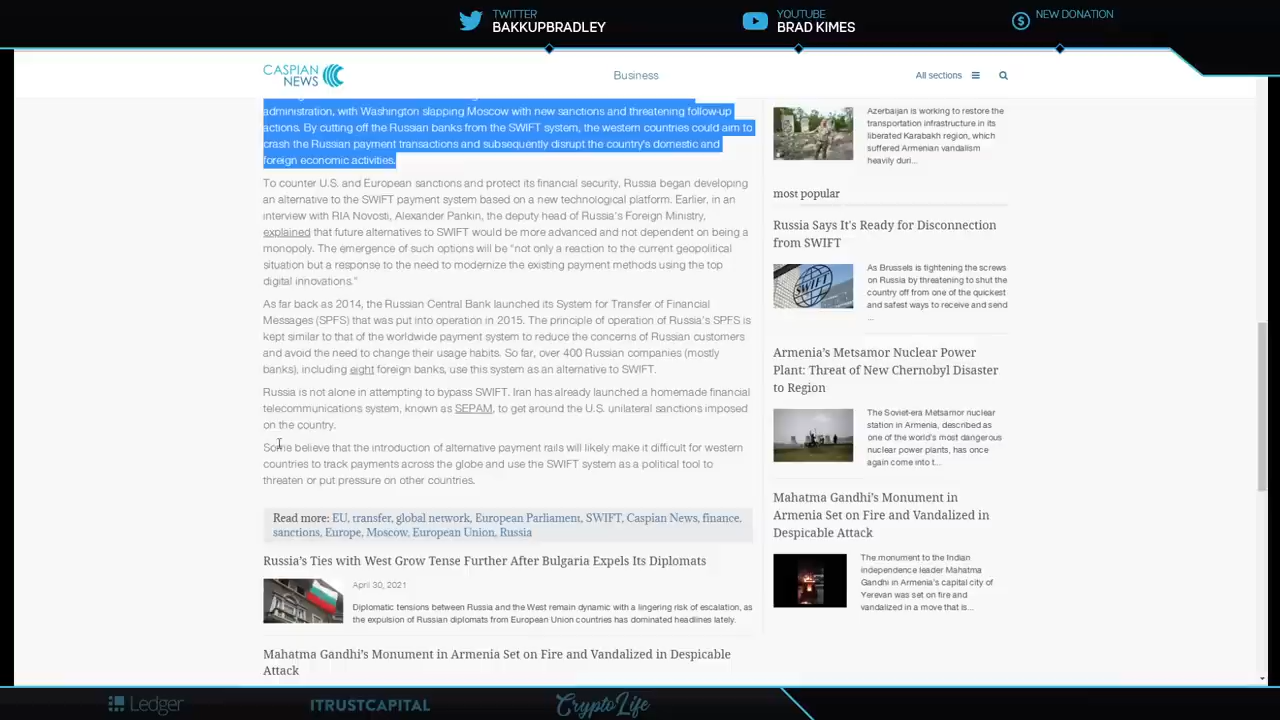 TWITTER
BAKKUPBRADLEY
YOUTUBE
BRAD KIMES
NEW DONATION
CASPIAN
NEWS
Business
All sections
administration, with Washington slapping Moscow with new sanctions and threatening follow-up
actions. By cutting off the Russian banks from the SWIFT system, the western countries could aim to
crash the Russian payment transactions and subsequently disrupt the country's domestic and
foreign economic activities.
To counter U.S. and European sanctions and protect its financial security, Russia began developing
an alternative to the SWIFT payment system based on a new technological platform. Earlier, in an
interview with RIA Novosti, Alexander Pankin, the deputy head of Russia's Foreign Ministry,
explained that future alternatives to SWIFT would be more advanced and not dependent on being a
monopoly. The emergence of such options will be "not only a reaction to the current geopolitical
situation but a response to the need to modernize the existing payment methods using the top
digital innovations."
As far back as 2014, the Russian Central Bank launched its System for Transfer of Financial
Messages (SPFS) that was put into operation in 2015. The principle of operation of Russia's SPFS is
kept similar to that of the worldwide payment system to reduce the concerns of Russian customers
and avoid the need to change their usage habits. So far, over 400 Russian companies (mostly
banks), including eight foreign banks, use this system as an alternative to SWIFT.
Russia is not alone in attempting to bypass SWIFT. Iran has already launched a homemade financial
telecommunications system, known as SEPAM, to get around the U.S. unilateral sanctions imposed
on the country.
Some believe that the introduction of alternative payment rails will likely make it difficult for western
countries to track payments across the globe and use the SWIFT system as a political tool to
threaten or put pressure on other countries.
Read more: EU, transfer, global network, European Parliament, SWIFT, Caspian News, finance,
sanctions, Europe, Moscow, European Union, Russia
Russia's Ties with West Grow Tense Further After Bulgaria Expels Its Diplomats
April 30, 2021
Diplomatic tensions between Russia and the West remain dynamic with a lingering risk of escalation, as
the expulsion of Russian diplomats from European Union countries has dominated headlines lately.
Mahatma Gandhi's Monument in Armenia Set on Fire and Vandalized in Despicable
Attack
Azerbaijan is working to restore the
transportation infrastructure in its
liberated Karabakh region, which
suffered Armenian vandalism
heavily duri...
most popular
Russia Says It's Ready for Disconnection
from SWIFT
SWIFT
As Brussels is tightening the screws
on Russia by threatening to shut the
country off from one of the quickest
and safest ways to receive and send
...
Armenia's Metsamor Nuclear Power
Plant: Threat of New Chernobyl Disaster
to Region
The Soviet-era Metsamor nuclear
station in Armenia, described as
one of the world's most dangerous
nuclear power plants, has once
again come into t...
Mahatma Gandhi's Monument in
Armenia Set on Fire and Vandalized in
Despicable Attack
The monument to the Indian
independence leader Mahatma
Gandhi in Armenia's capital city of
Yerevan was set on fire and
vandalized in a move that is...
Ledger
ITRUSTCAPITAL
CryptoLife